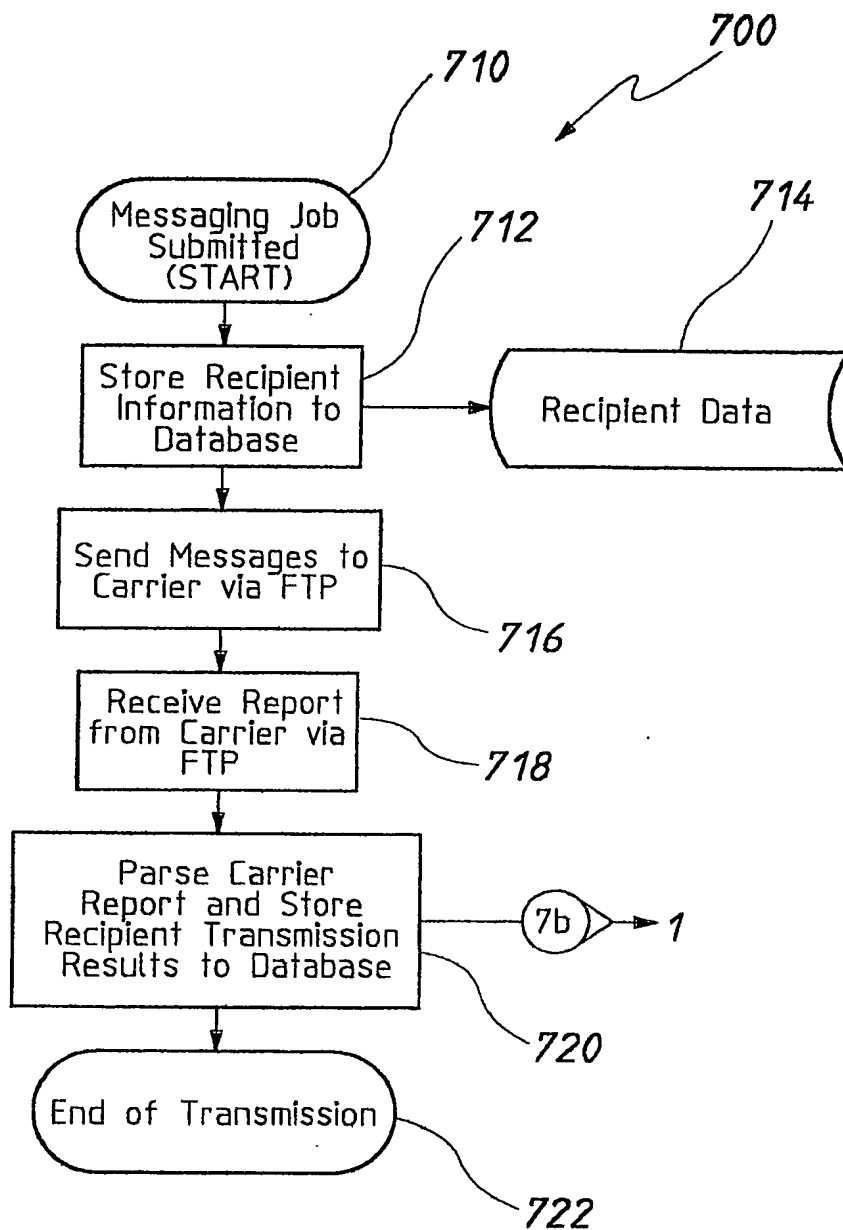 700
710
Messaging Job
Submitted
(START)
712
714
Store Recipient
Information to
Database
Recipient Data
Send Messages to
Carrier via FTP
716
Receive Report
from Carrier via
FTP
718
Parse Carrier
Report and Store
Recipient Transmission
Results to Database
7b
1
720
End of Transmission
722